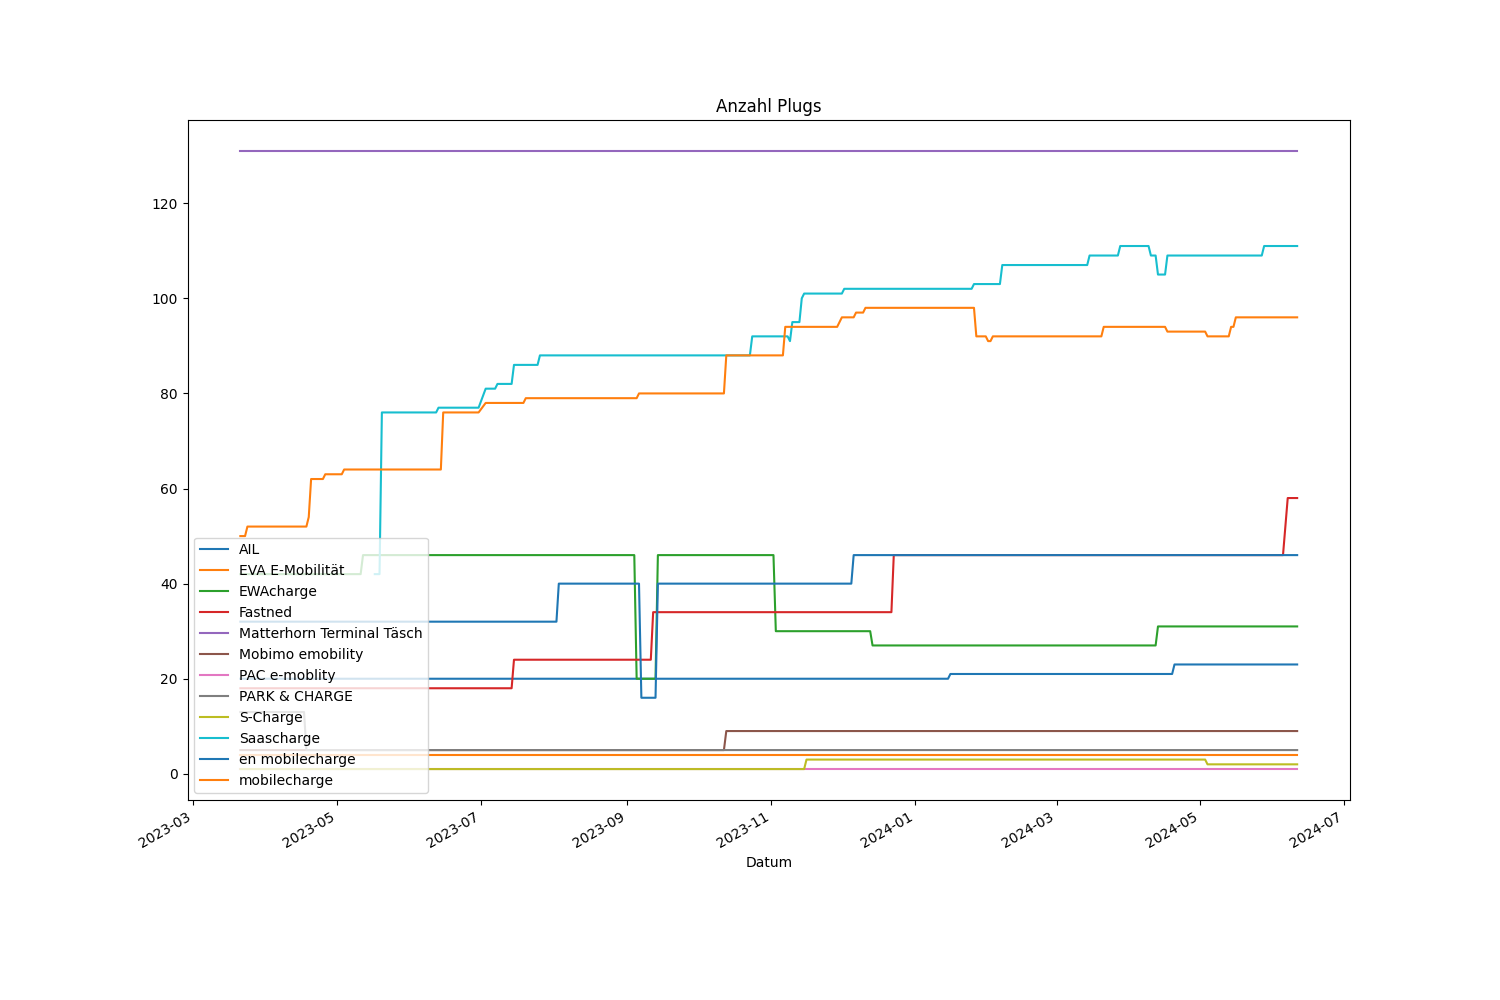 Anzahl Plugs
120
100
80
60
40
20
0
AIL
EVA E-Mobilität
EWAcharge
Fastned
Matterhorn Terminal Täsch
Mobimo emobility
PAC e-moblity
PARK & CHARGE
S-Charge
Saascharge
en mobilecharge
mobilecharge
2023-03
2023-05
2023-07
2023-09
2023-11
2024-01
2024-03
2024-05
2024-07
Datum